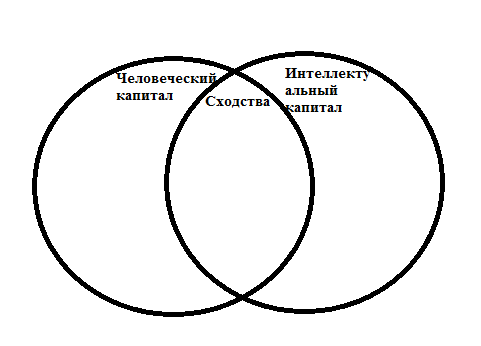 Человеческий
капитал
Сходства
Интеллекту
альный
капитал